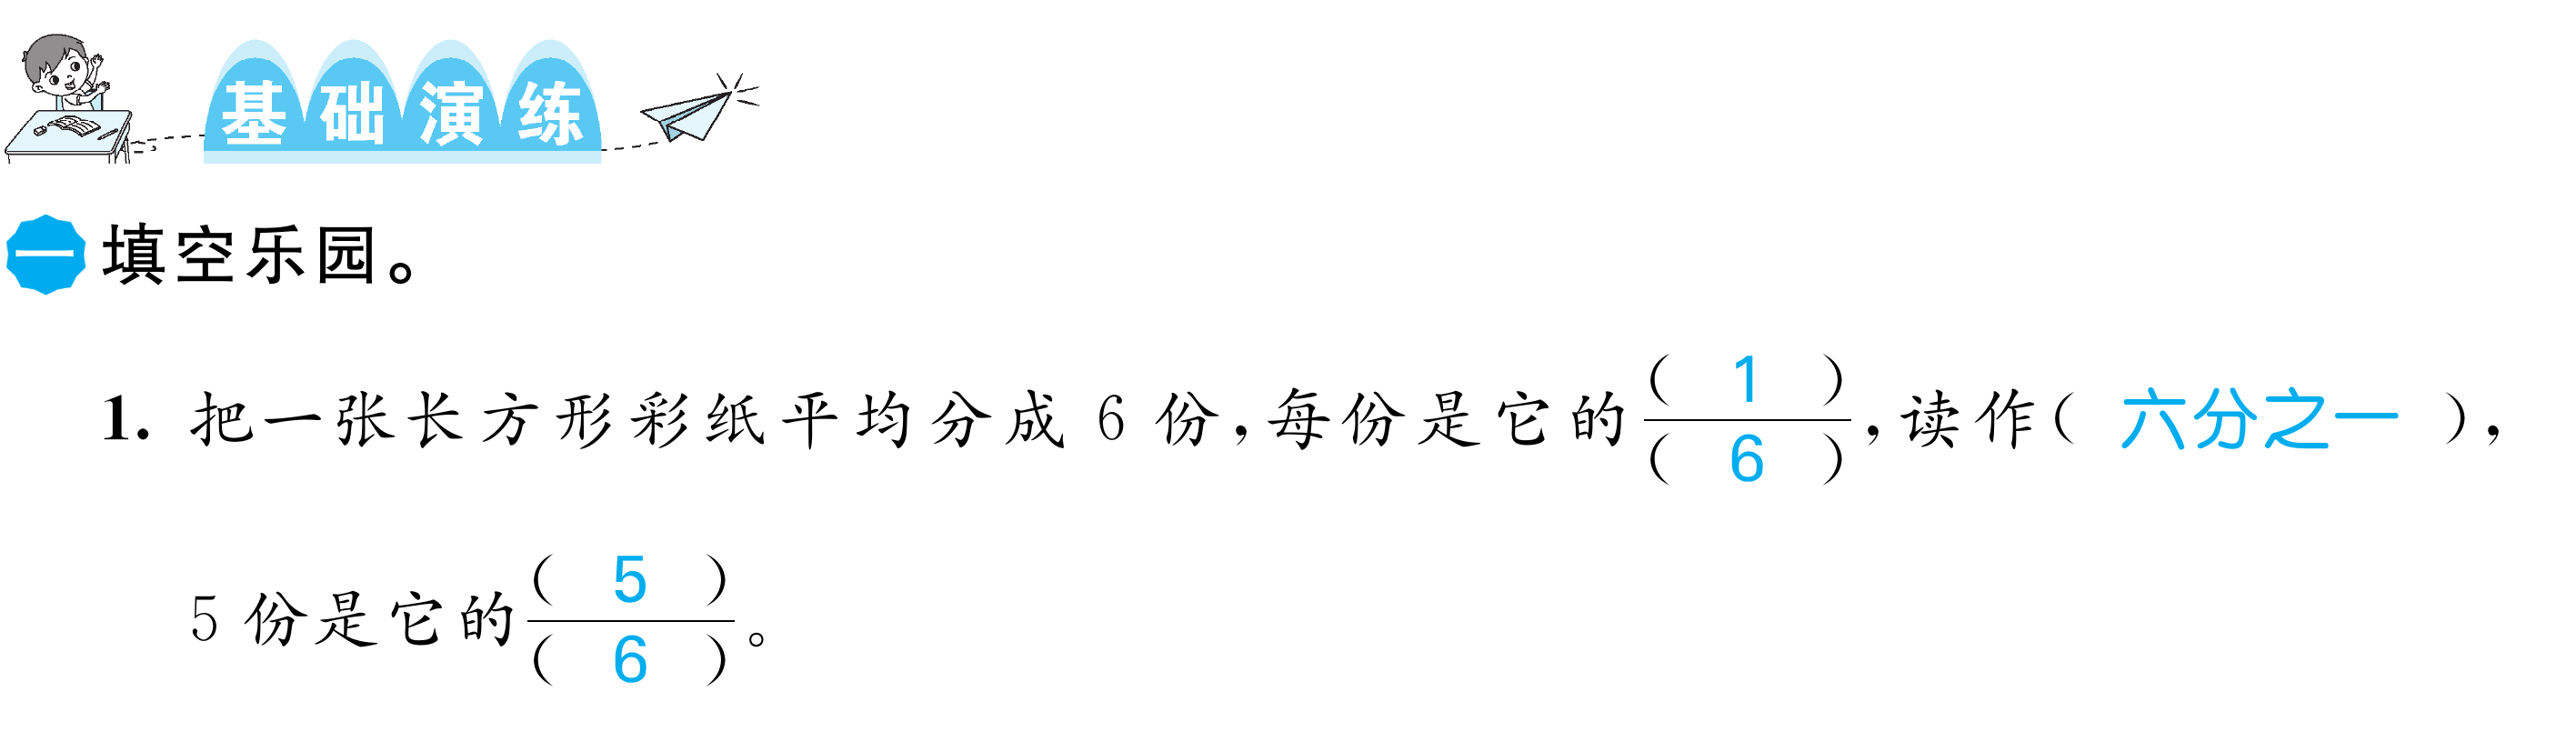 基础演练
一 填空乐园。
1. 把一张长方形彩纸平均分成 6 份,每份是它的( 1 )/( 6 ),读作( 六分之一 ),
5 份是它的( 5 )/( 6 )。